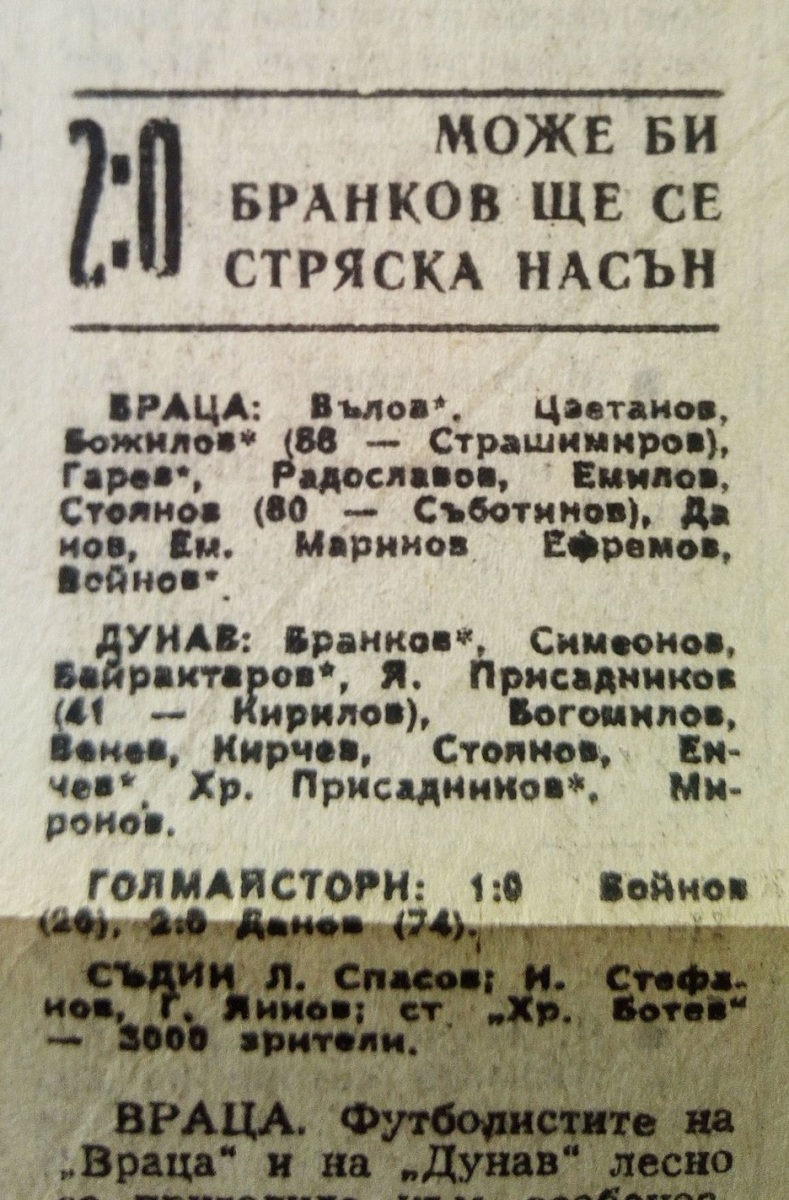 2:0
МОЖЕ БИ
БРАНКОВ ЩЕ СЕ
СТРЯСКА НАСЪН
ВРАЦА: Вълов*. Цветанов,
Божилов* (88 — Страшимиров),
Гарев*, Радославов, Емилов,
Стоянов (80 — Съботинов), Да
нов, Ем. Маринов Ефремов,
Войнов*.
ДУНАВ: Бранков*, Симеонов,
Байрактаров*, Я. Присадников
(41 — Кирилов), Богомилов,
Венев, Кирчев, Стоянов, Ен-
чев*, Хр. Присадников*. Ми-
ронов.
ГОЛМАЙСТОРИ: 1:0 Войнов
(26), 2:0 Данов (74).
СЪДИИ Л. Спасов; Н. Стефа-
нов, Г. Янков; ст „Хр. Ботев“
— 3000 зрители.
ВРАЦА. Футболистите на
„Враца“ и на „Дунав“ лесно